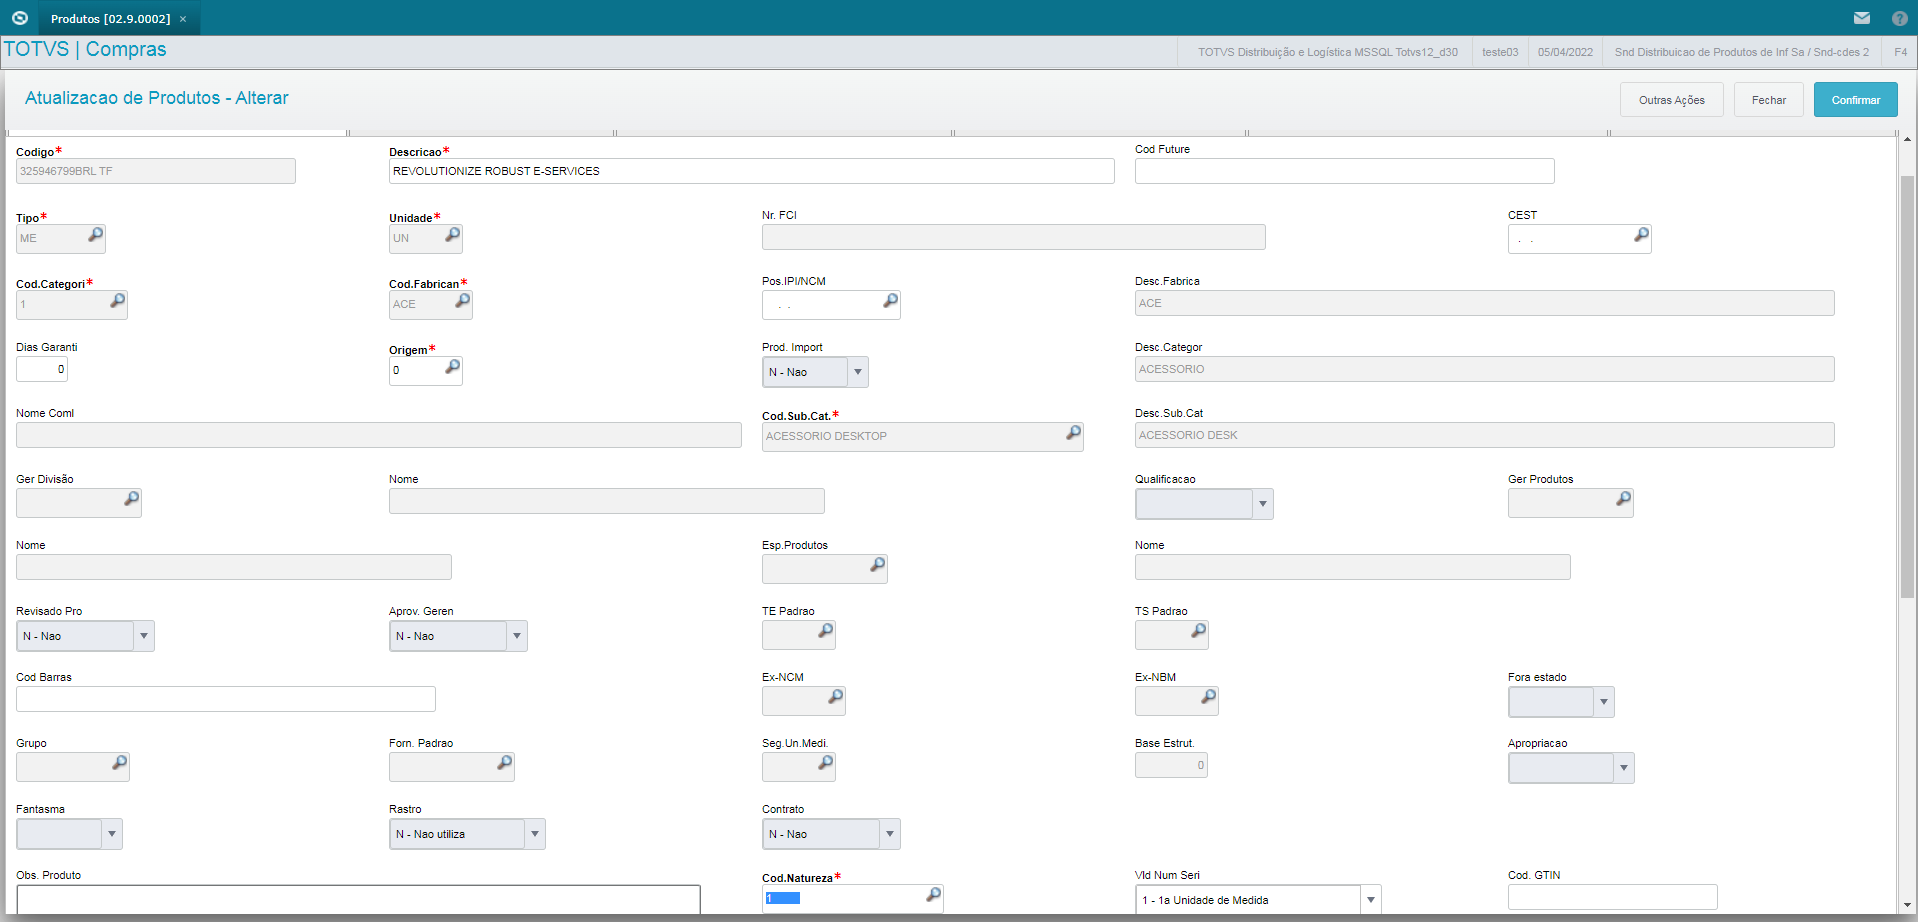 Produtos [02.9.0002] ×
TOTVS | Compras
TOTVS Distribuição e Logística MSSQL Totvs12_d30
teste03
05/04/2022
Snd Distribuicao de Produtos de Inf Sa / Snd-cdes 2
F4
Atualizacao de Produtos - Alterar
Outras Ações
Fechar
Confirmar
Codigo*
Descricao*
Cod Future
325946799BRL TF
REVOLUTIONIZE ROBUST E-SERVICES
Tipo*
Unidade*
Nr. FCI
CEST
ME
UN
. .
Cod.Categori*
Cod.Fabrican*
Pos.IPI/NCM
Desc.Fabrica
1
ACE
. .
ACE
Dias Garanti
Origem*
Prod. Import
Desc.Categor
0
0
N - Nao
ACESSORIO
Nome Coml
Cod.Sub.Cat.*
Desc.Sub.Cat
ACESSORIO DESKTOP
ACESSORIO DESK
Ger Divisão
Nome
Qualificacao
Ger Produtos
Nome
Esp.Produtos
Nome
Revisado Pro
Aprov. Geren
TE Padrao
TS Padrao
N - Nao
N - Nao
Cod Barras
Ex-NCM
Ex-NBM
Fora estado
Grupo
Forn. Padrao
Seg.Un.Medi.
Base Estrut.
Apropriacao
0
Fantasma
Rastro
Contrato
N - Nao utiliza
N - Nao
Obs. Produto
Cod.Natureza*
Vld Num Seri
Cod. GTIN
1
1 - 1a Unidade de Medida